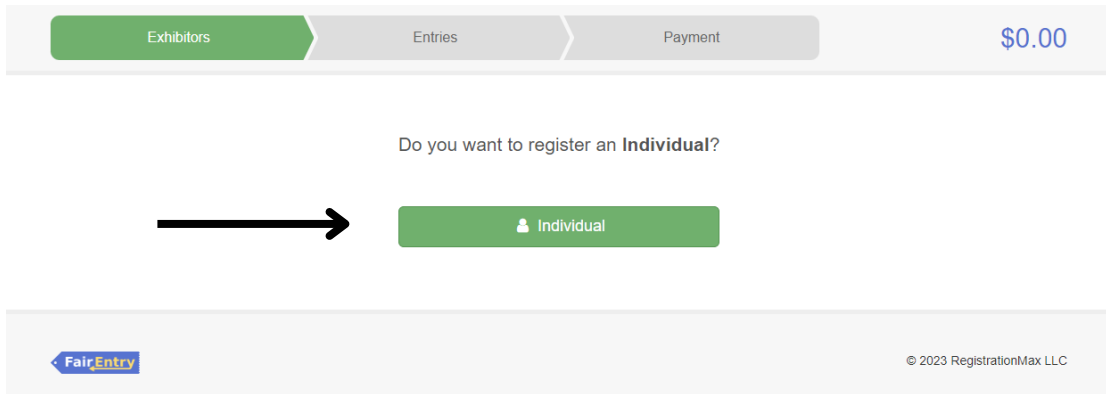 Exhibitors Entries Payment $0.00
Do you want to register an Individual?
Individual
FairEntry © 2023 RegistrationMax LLC